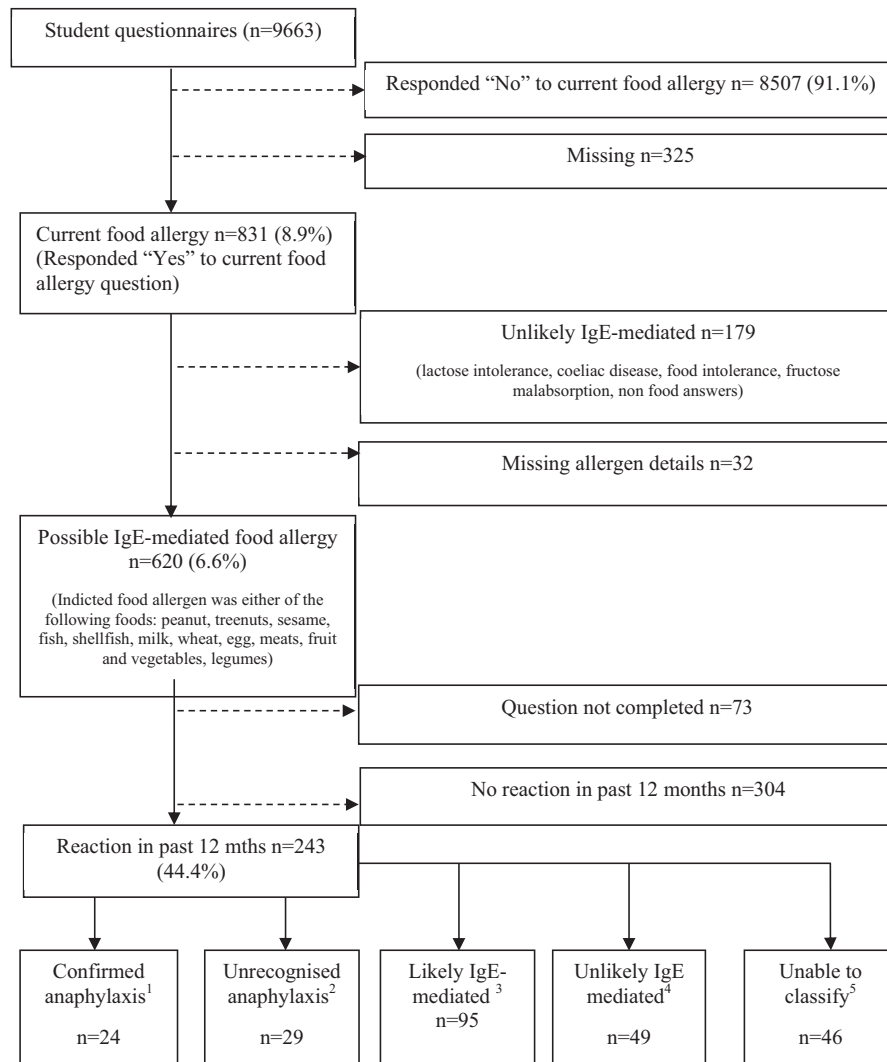 Student questionnaires (n=9663)
Responded “No” to current food allergy n= 8507 (91.1%)
Missing n=325
Current food allergy n=831 (8.9%)
(Responded “Yes” to current food
allergy question)
Unlikely IgE-mediated n=179
(lactose intolerance, coeliac disease, food intolerance, fructose
malabsorption, non food answers)
Missing allergen details n=32
Possible IgE-mediated food allergy
n=620 (6.6%)
(Indicted food allergen was either of the
following foods: peanut, treenuts, sesame,
fish, shellfish, milk, wheat, egg, meats, fruit
and vegetables, legumes)
Question not completed n=73
No reaction in past 12 months n=304
Reaction in past 12 mths n=243
(44.4%)
Confirmed
anaphylaxis¹
n=24
Unrecognised
anaphylaxis²
n=29
Likely IgE-
mediated ³
n=95
Unlikely IgE
mediated⁴
n=49
Unable to
classify⁵
n=46